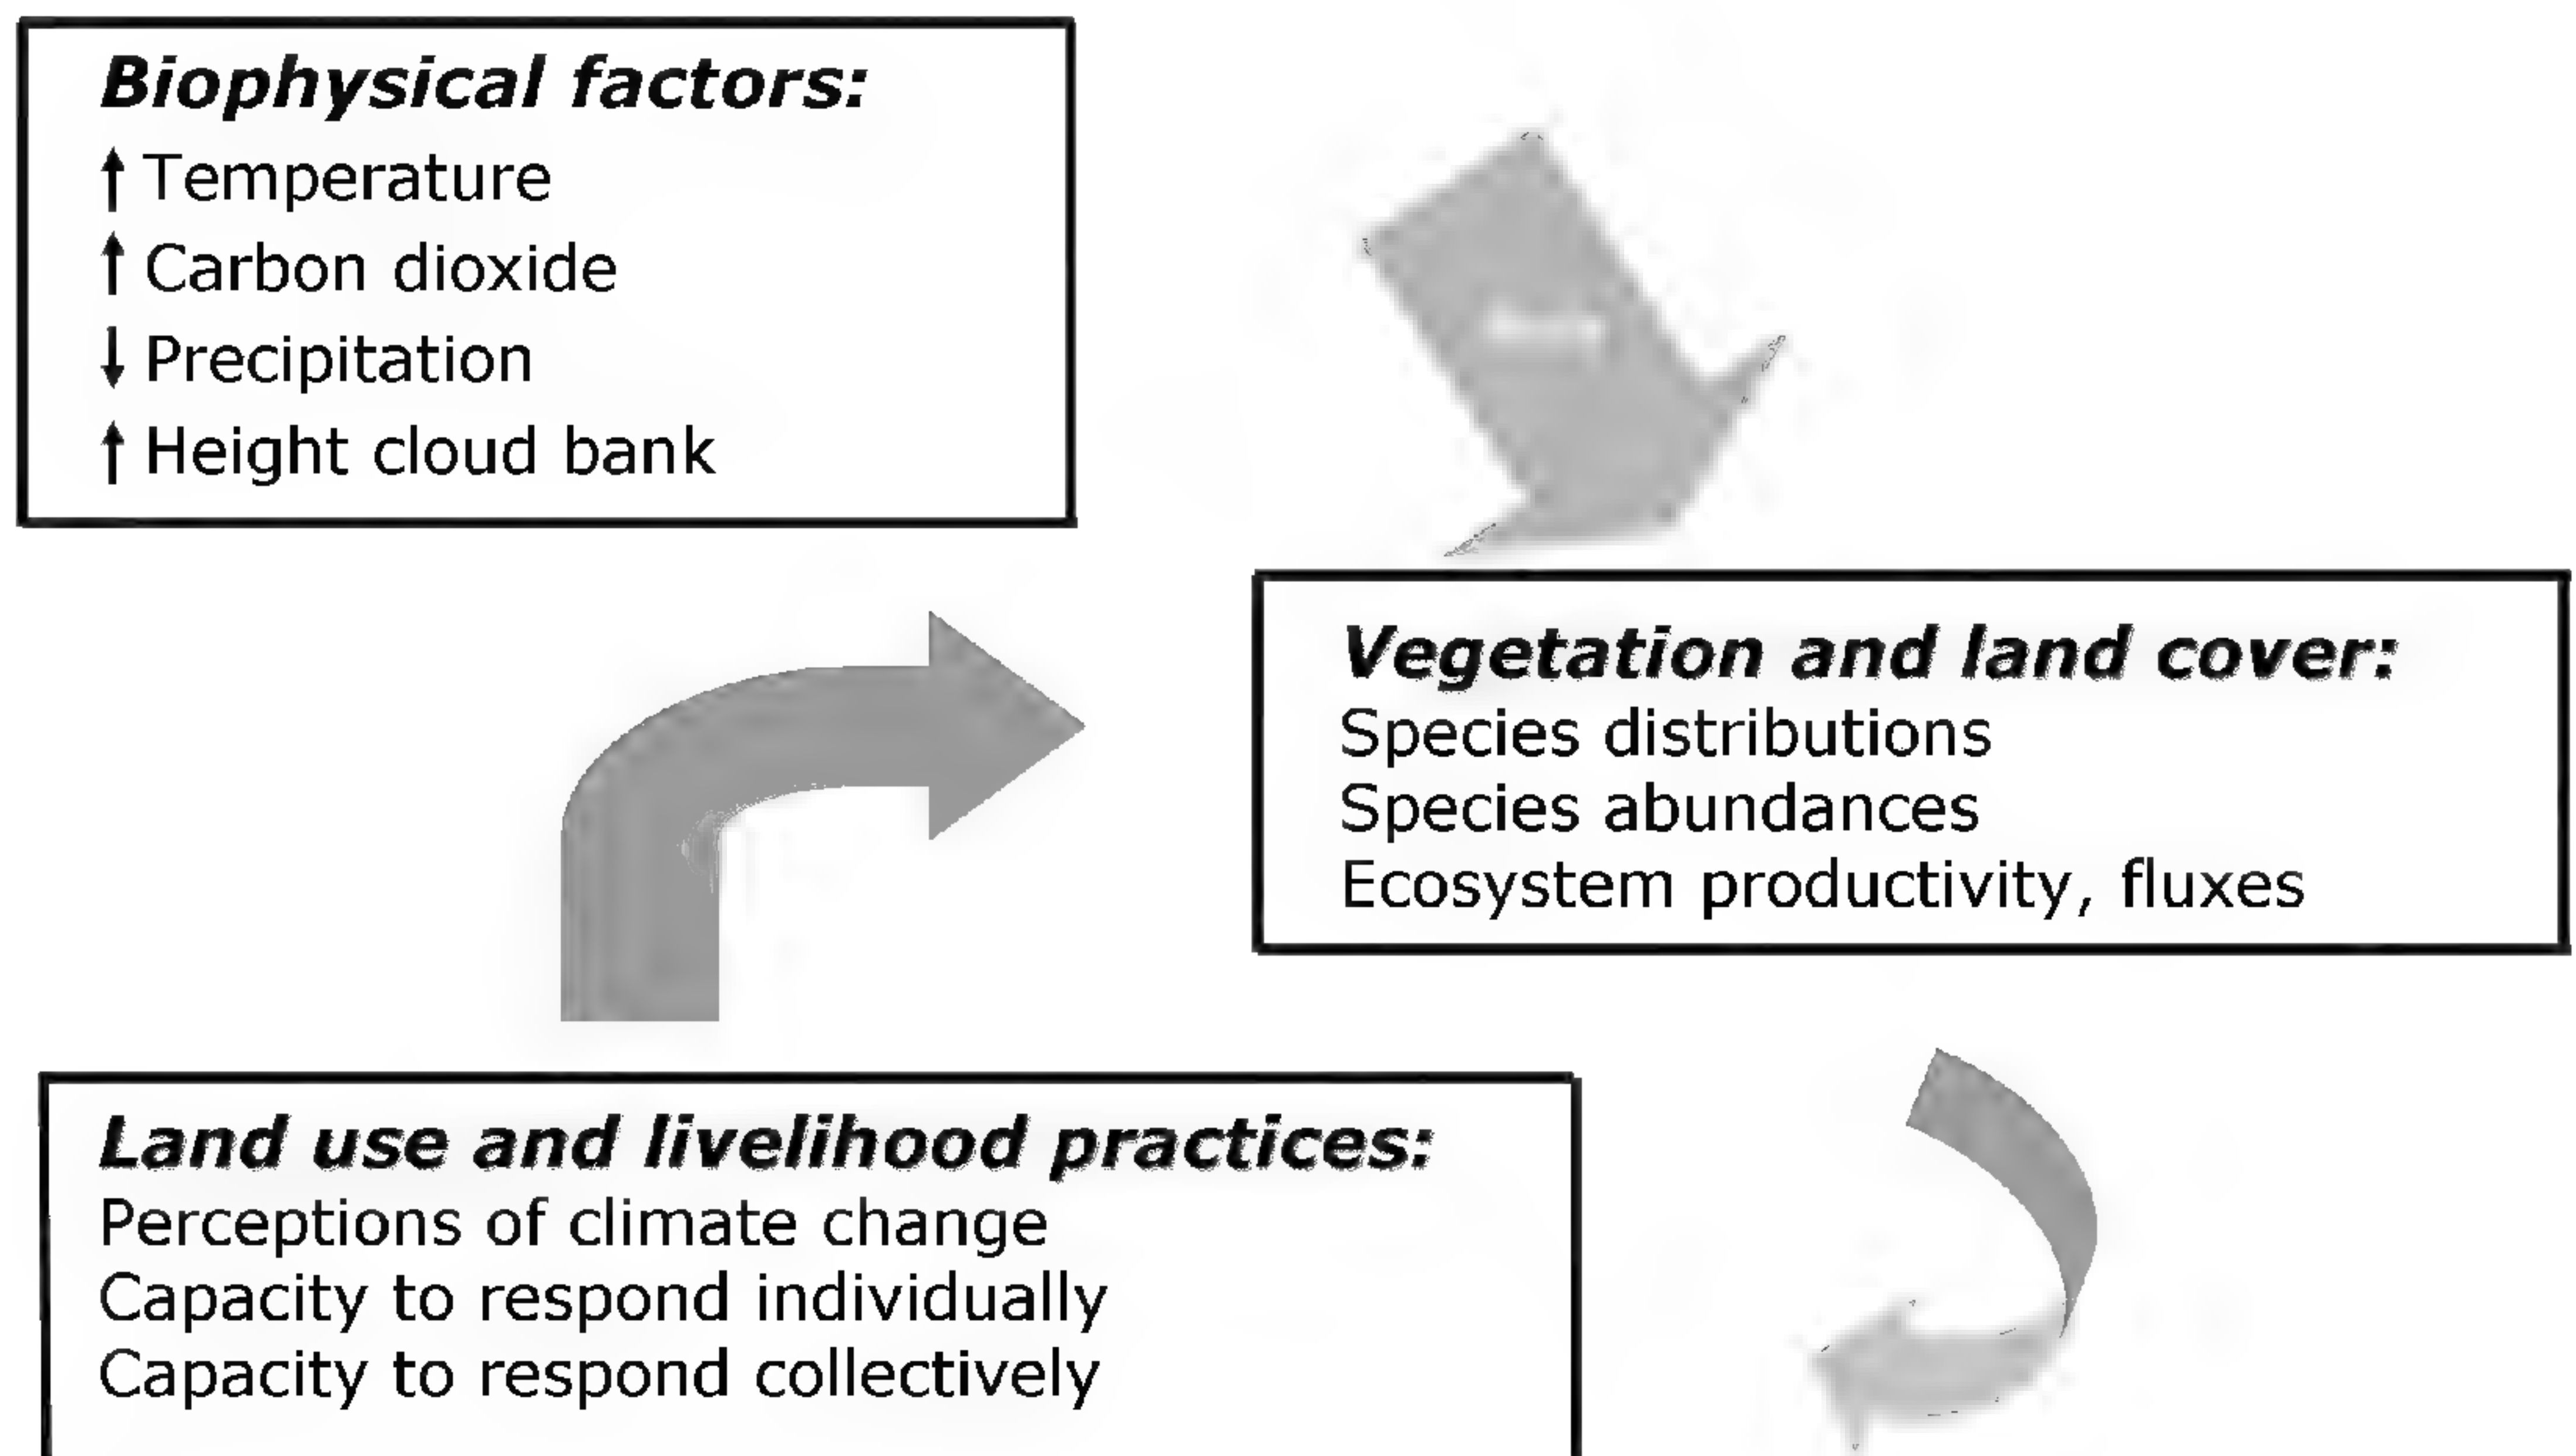 Biophysical factors:
↑ Temperature
↑ Carbon dioxide
↓ Precipitation
↑ Height cloud bank
Vegetation and land cover:
Species distributions
Species abundances
Ecosystem productivity, fluxes
Land use and livelihood practices:
Perceptions of climate change
Capacity to respond individually
Capacity to respond collectively